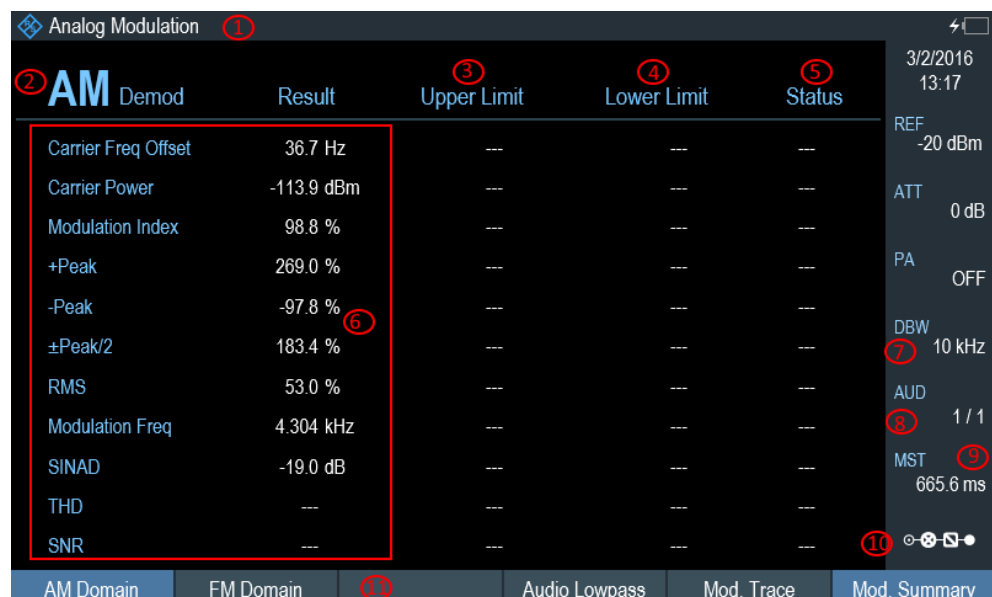 Analog Modulation 1
3/2/2016
13:17
2 AM Demod Result 3 Upper Limit 4 Lower Limit 5 Status
Carrier Freq Offset 36.7 Hz --- --- ---
Carrier Power -113.9 dBm --- --- ---
Modulation Index 98.8 % --- --- ---
+Peak 269.0 % --- --- ---
-Peak -97.8 % --- --- ---
6
±Peak/2 183.4 % --- --- ---
RMS 53.0 % --- --- ---
Modulation Freq 4.304 kHz --- --- ---
SINAD -19.0 dB --- --- ---
THD --- --- --- ---
SNR --- --- --- ---
REF
-20 dBm
ATT
0 dB
PA
OFF
DBW
7 10 kHz
AUD
8 1 / 1
MST 9
665.6 ms
10
AM Domain FM Domain 11 Audio Lowpass Mod. Trace Mod. Summary